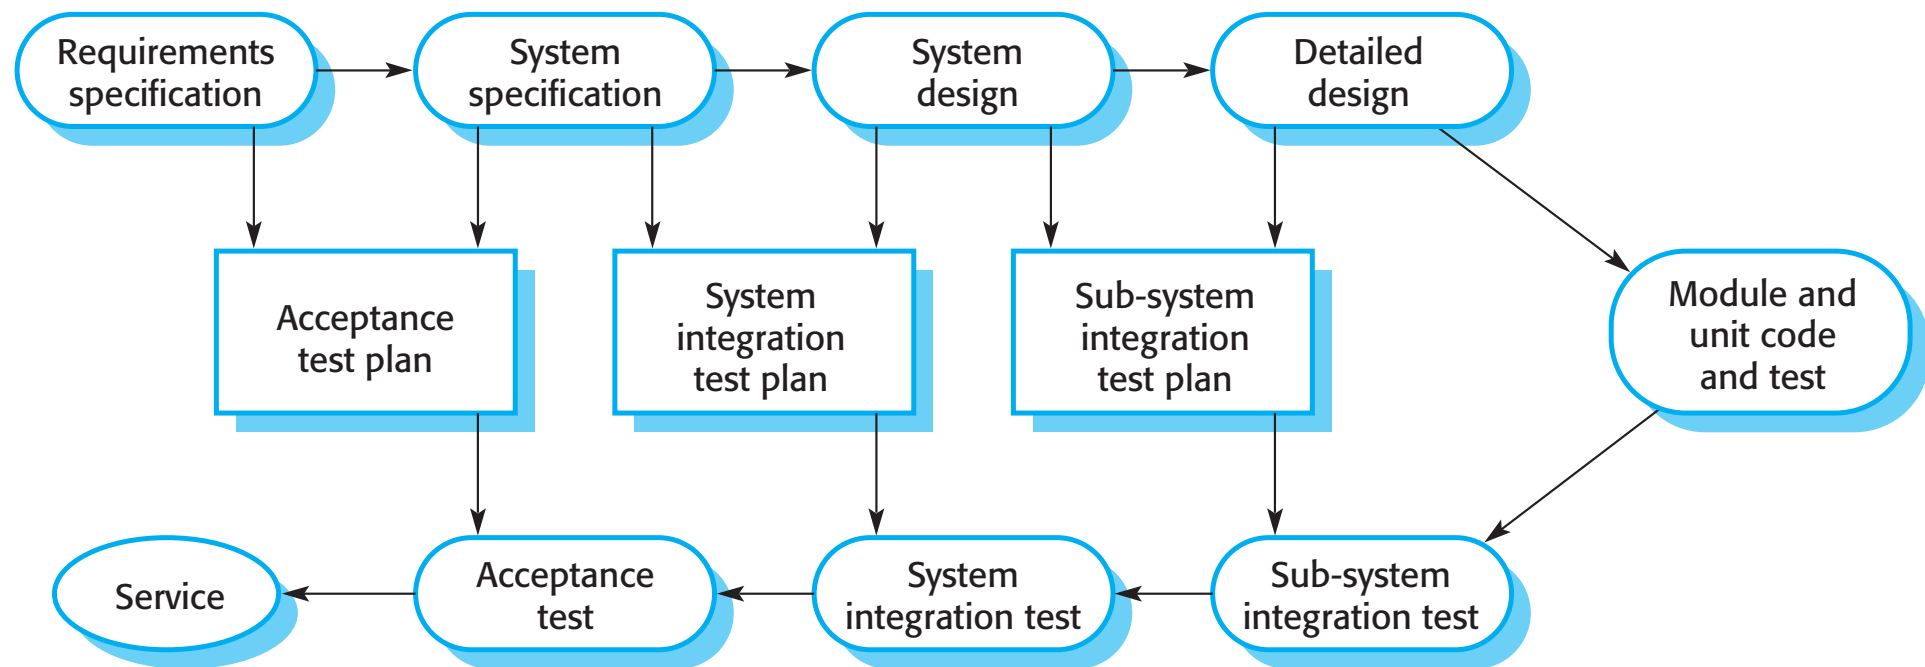 Requirements
specification
System
specification
System
design
Detailed
design
Acceptance
test plan
System
integration
test plan
Sub-system
integration
test plan
Module and
unit code
and test
Service
Acceptance
test
System
integration test
Sub-system
integration test